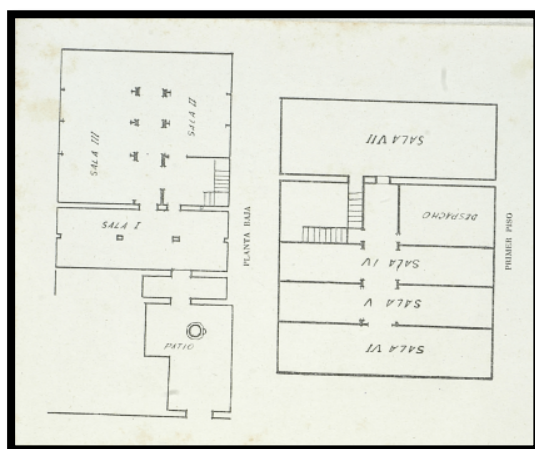 SALA III
SALA II
SALA I
PATIO
PLANTA BAJA
SALA VII
DESPACHO
SALA IV
SALA V
SALA VI
PRIMER PISO